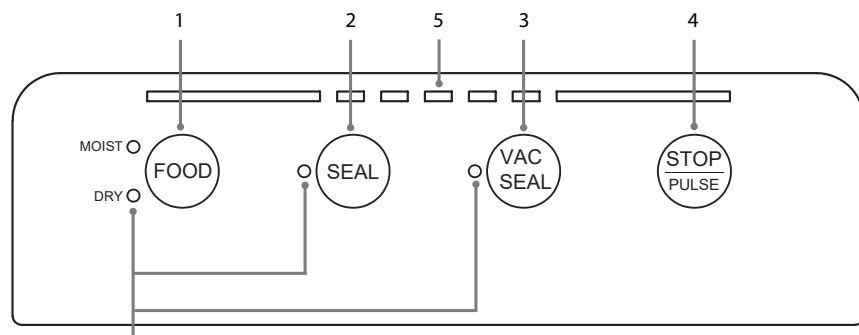 1 2 5 3 4
MOIST
FOOD
DRY
SEAL
VAC
SEAL
STOP
PULSE